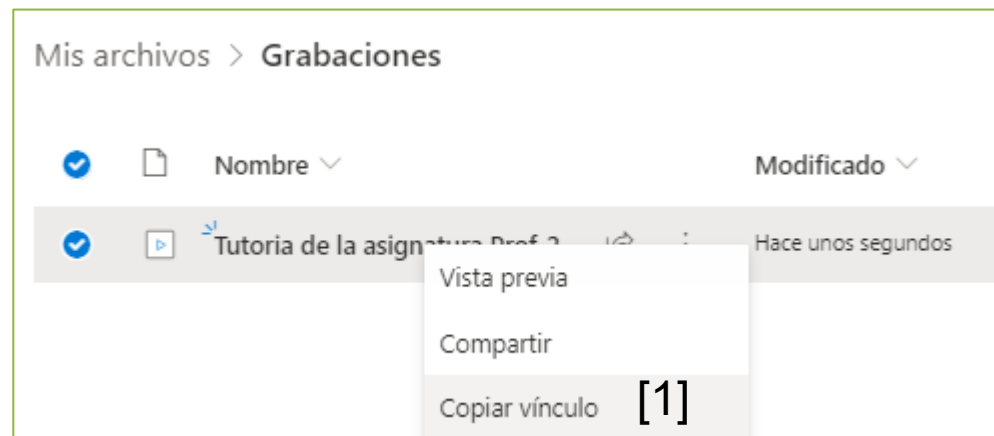 Mis archivos > Grabaciones
Nombre Modificado
Tutoria de la asignatura Prof 2 Hace unos segundos
Vista previa
Compartir
Copiar vínculo [1]